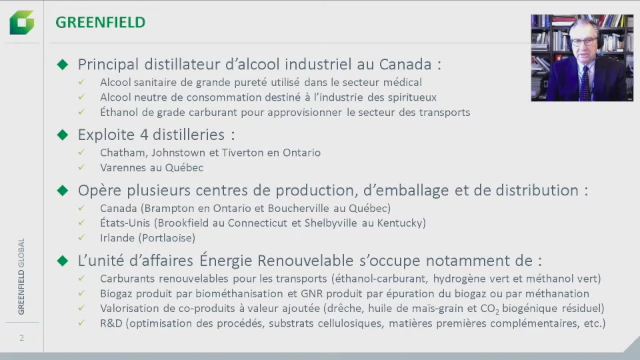 GREENFIELD
Principal distillateur d'alcool industriel au Canada :
Alcool sanitaire de grande pureté utilisé dans le secteur médical
Alcool neutre de consommation destiné à l'industrie des spiritueux
Éthanol de grade carburant pour approvisionner le secteur des transports
Exploite 4 distilleries :
Chatham, Johnstown et Tiverton en Ontario
Varennes au Québec
Opère plusieurs centres de production, d'emballage et de distribution :
Canada (Brampton en Ontario et Boucherville au Québec)
États-Unis (Brookfield au Connecticut et Shelbyville au Kentucky)
Irlande (Portlaoise)
L'unité d'affaires Énergie Renouvelable s'occupe notamment de :
Carburants renouvelables pour les transports (éthanol-carburant, hydrogène vert et méthanol vert)
Biogaz produit par biométhanisation et GNR produit par épuration du biogaz ou par méthanation
Valorisation de co-produits à valeur ajoutée (drêche, huile de maïs-grain et CO2 biogénique résiduel)
R&D (optimisation des procédés, substrats cellulosiques, matières premières complémentaires, etc.)
GREENFIELD GLOBAL
2